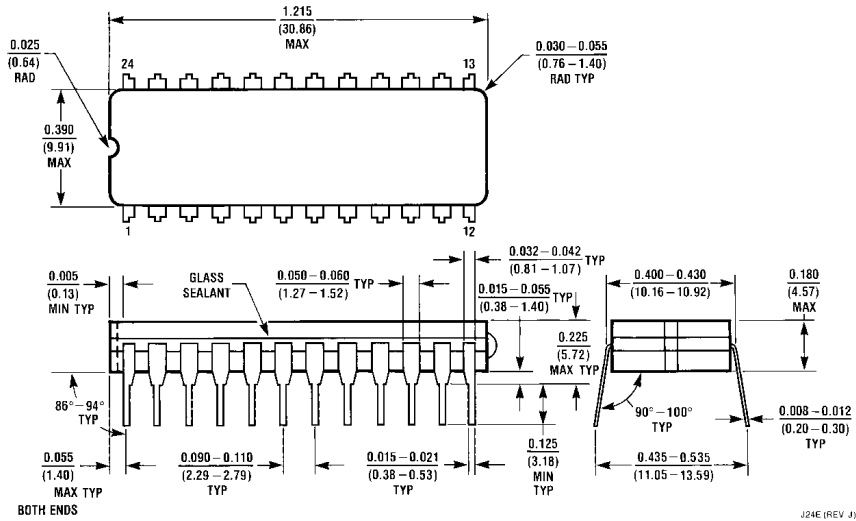 1.215
(30.86)
MAX
0.025
(0.64)
RAD
24
13
0.030–0.055
(0.76–1.40)
RAD TYP
0.390
(9.91)
MAX
1
12
0.005
(0.13)
MIN TYP
GLASS
SEALANT
0.050–0.060
(1.27–1.52)
TYP
0.032–0.042
(0.81–1.07)
TYP
0.015–0.055
(0.38–1.40)
TYP
0.400–0.430
(10.16–10.92)
0.180
(4.57)
MAX
0.225
(5.72)
MAX TYP
86°–94°
TYP
90°–100°
TYP
0.008–0.012
(0.20–0.30)
TYP
0.055
(1.40)
MAX TYP
BOTH ENDS
0.090–0.110
(2.29–2.79)
TYP
0.015–0.021
(0.38–0.53)
TYP
0.125
(3.18)
MIN
TYP
0.435-0.535
(11.05-13.59)
J24E (REV J)